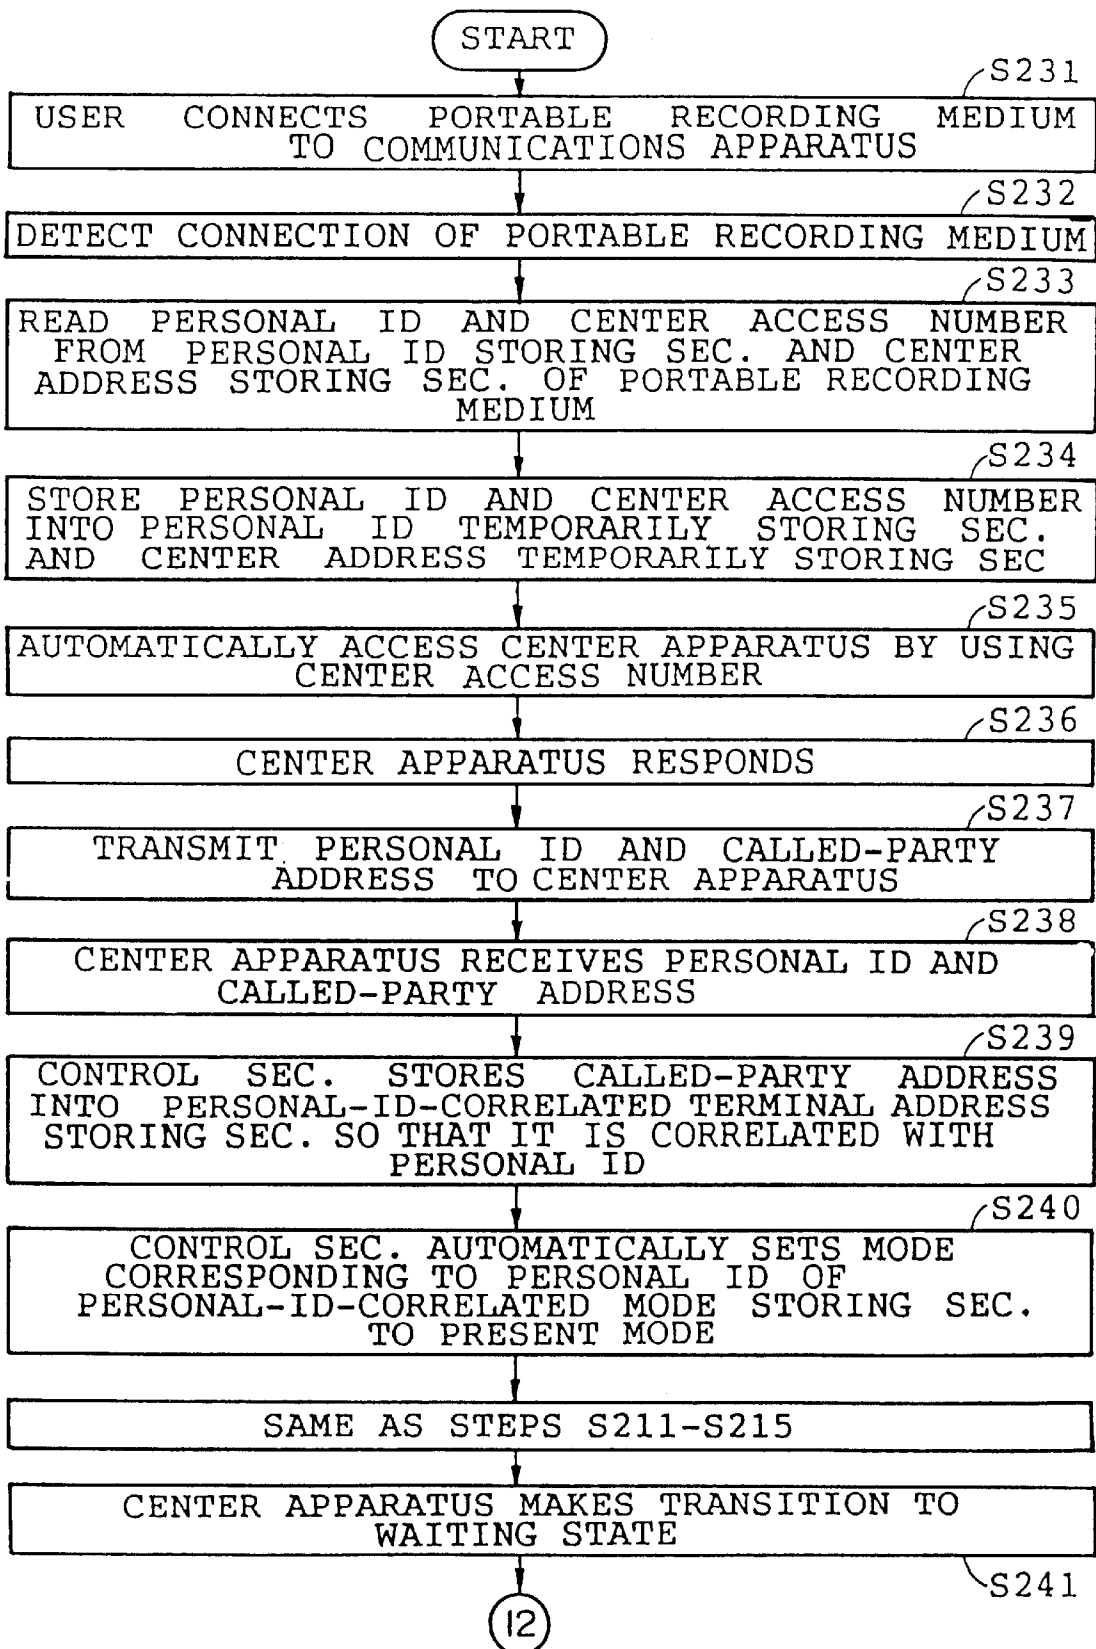 START
S231
USER CONNECTS PORTABLE RECORDING MEDIUM
TO COMMUNICATIONS APPARATUS
S232
DETECT CONNECTION OF PORTABLE RECORDING MEDIUM
S233
READ PERSONAL ID AND CENTER ACCESS NUMBER
FROM PERSONAL ID STORING SEC. AND CENTER
ADDRESS STORING SEC. OF PORTABLE RECORDING
MEDIUM
S234
STORE PERSONAL ID AND CENTER ACCESS NUMBER
INTO PERSONAL ID TEMPORARILY STORING SEC.
AND CENTER ADDRESS TEMPORARILY STORING SEC
S235
AUTOMATICALLY ACCESS CENTER APPARATUS BY USING
CENTER ACCESS NUMBER
S236
CENTER APPARATUS RESPONDS
S237
TRANSMIT PERSONAL ID AND CALLED-PARTY
ADDRESS TO CENTER APPARATUS
S238
CENTER APPARATUS RECEIVES PERSONAL ID AND
CALLED-PARTY ADDRESS
S239
CONTROL SEC. STORES CALLED-PARTY ADDRESS
INTO PERSONAL-ID-CORRELATED TERMINAL ADDRESS
STORING SEC. SO THAT IT IS CORRELATED WITH
PERSONAL ID
S240
CONTROL SEC. AUTOMATICALLY SETS MODE
CORRESPONDING TO PERSONAL ID OF
PERSONAL-ID-CORRELATED MODE STORING SEC.
TO PRESENT MODE
SAME AS STEPS S211-S215
CENTER APPARATUS MAKES TRANSITION TO
WAITING STATE
S241
12